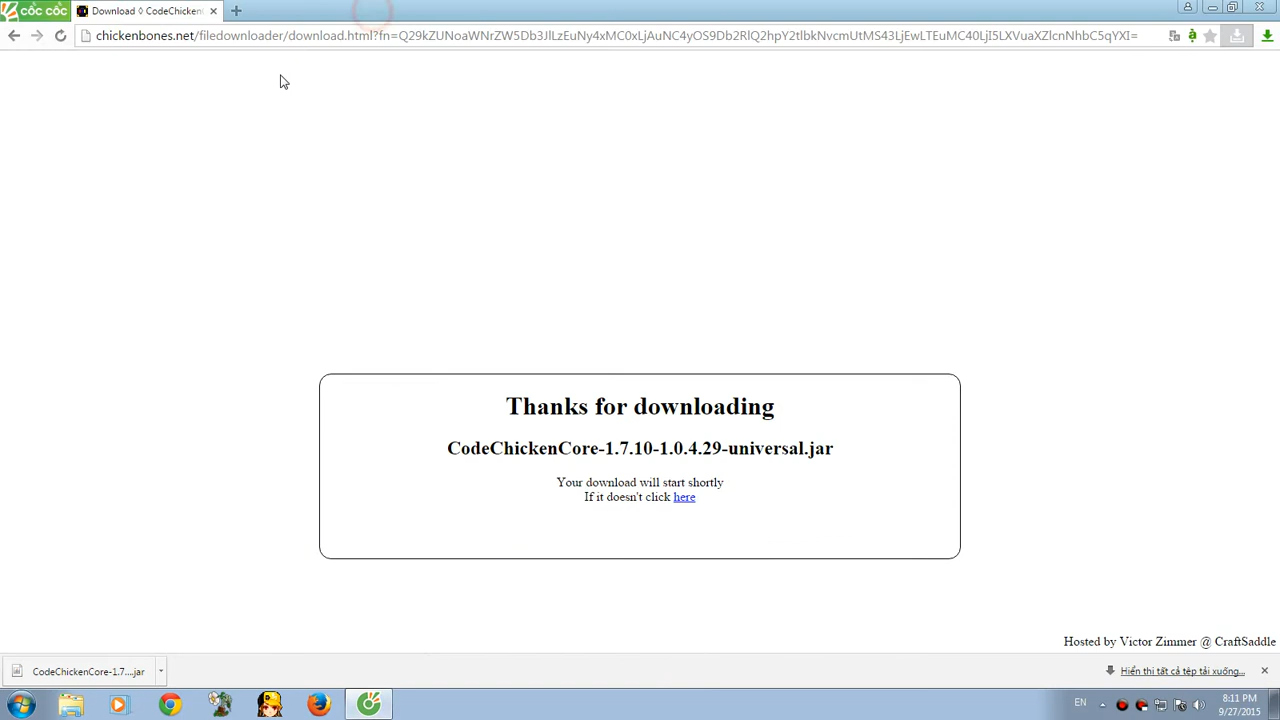 cốc cốc
Download ◊ CodeChicken
chickenbones.net/filedownloader/download.html?fn=Q29kZUNoaWNrZW5Db3JlLzEuNy4xMC0xLjAuNC4yOS9Db2RlQ2hpY2tlbkNvcmUtMS43LjEwLTEuMC40LjI5LXVuaXZlcnNhbC5qYXI=
Thanks for downloading
CodeChickenCore-1.7.10-1.0.4.29-universal.jar
Your download will start shortly
If it doesn't click here
Hosted by Victor Zimmer @ CraftSaddle
CodeChickenCore-1.7....jar
Hiển thị tất cả tệp tải xuống...
EN
8:11 PM
9/27/2015